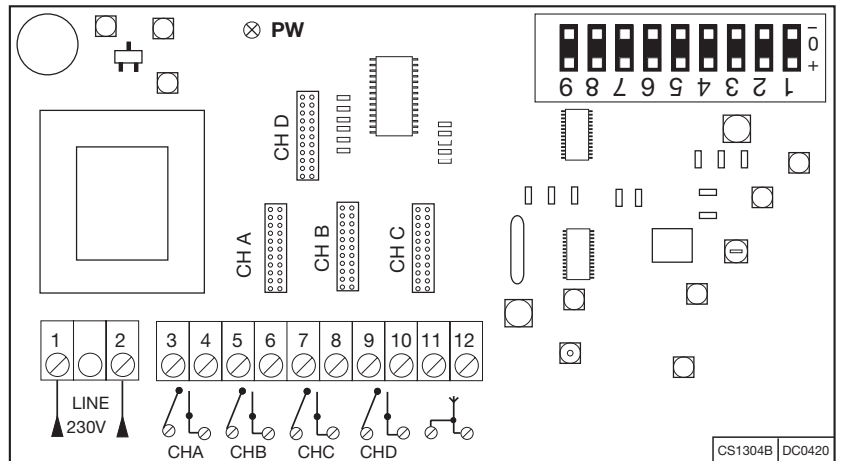 PW
– 0 +
9 8 7 6 5 4 3 2 1
CH D
CH A
CH B
CH C
1 2
3 4 5 6 7 8 9 10 11 12
LINE
230V
CHA CHB CHC CHD
CS1304B DC0420